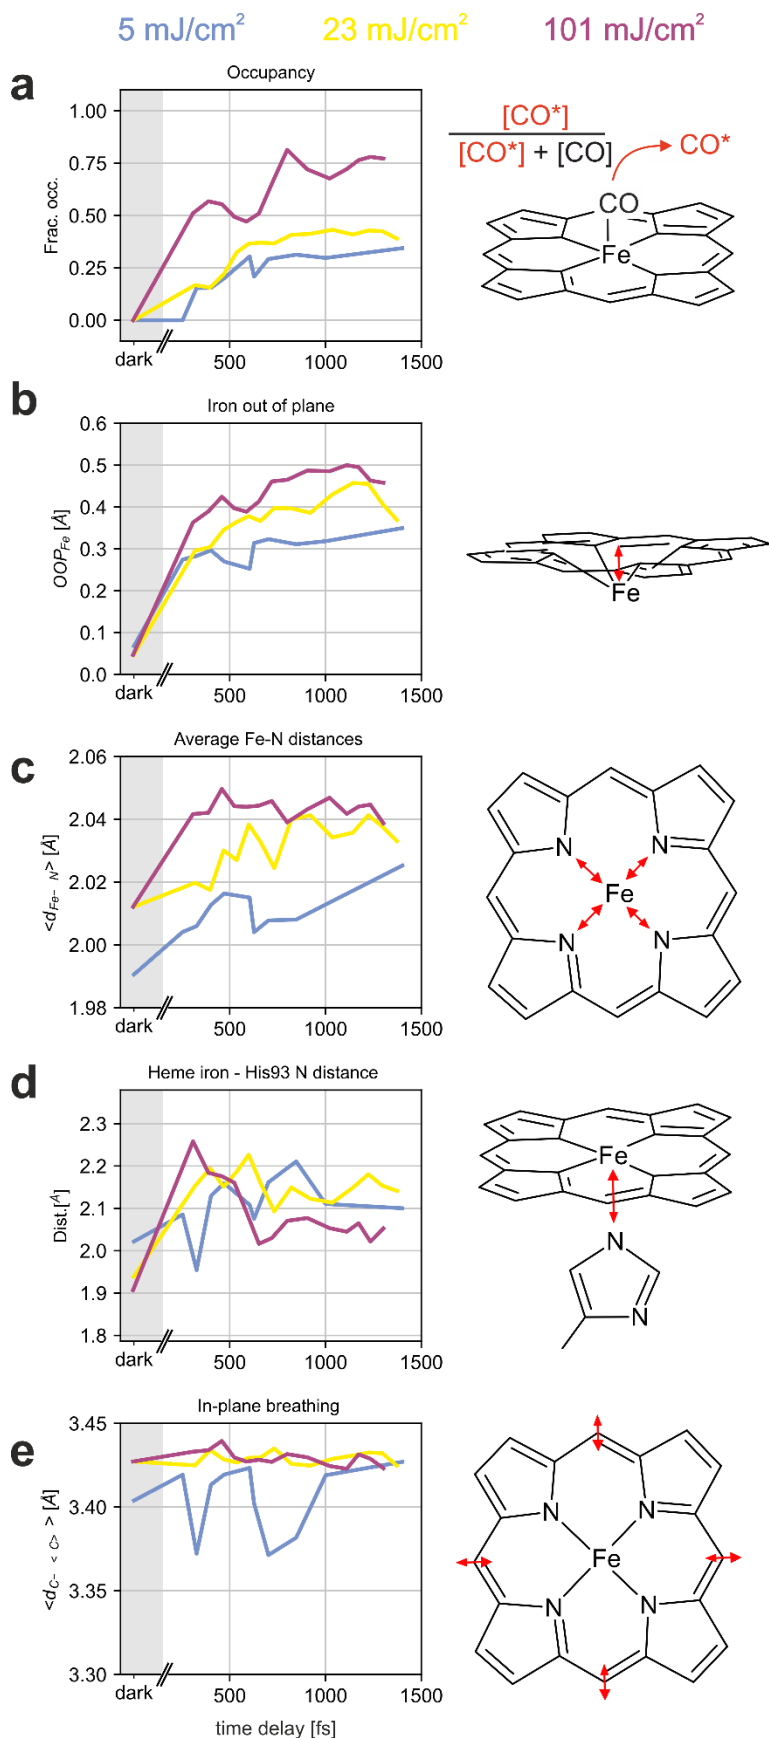 5 mJ/cm² 23 mJ/cm² 101 mJ/cm²
a
Occupancy
1.00
0.75
0.50
0.25
0.00
Frac. occ.
dark 500 1000 1500
[CO*]
[CO*] + [CO]
CO*
CO
Fe
b
Iron out of plane
0.6
0.5
0.4
0.3
0.2
0.1
0.0
OOP_Fe [Å]
dark 500 1000 1500
Fe
c
Average Fe-N distances
2.06
2.04
2.02
2.00
1.98
<d_Fe- N> [Å]
dark 500 1000 1500
N N
Fe
N N
d
Heme iron - His93 N distance
2.3
2.2
2.1
2.0
1.9
1.8
Dist.[Å]
dark 500 1000 1500
Fe
N
N
e
In-plane breathing
3.45
3.40
3.35
3.30
<d_C- <C> > [Å]
dark 500 1000 1500
time delay [fs]
N N
Fe
N N